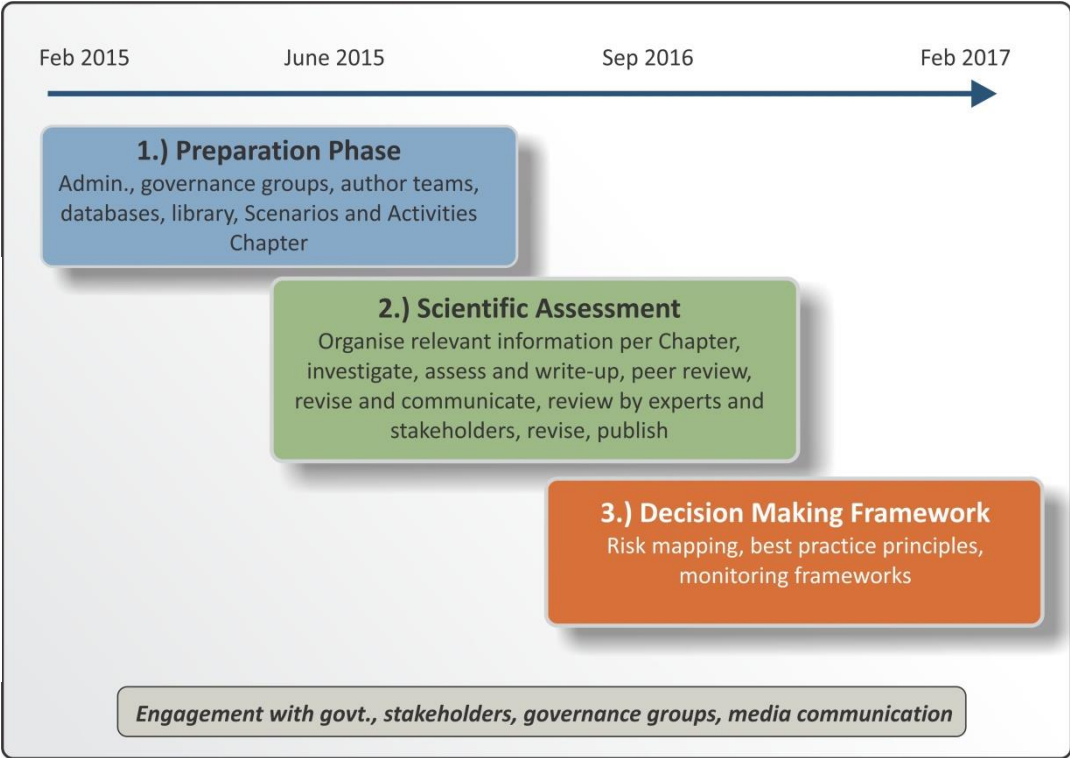 Feb 2015 June 2015 Sep 2016 Feb 2017
1.) Preparation Phase
Admin., governance groups, author teams,
databases, library, Scenarios and Activities
Chapter
2.) Scientific Assessment
Organise relevant information per Chapter,
investigate, assess and write-up, peer review,
revise and communicate, review by experts and
stakeholders, revise, publish
3.) Decision Making Framework
Risk mapping, best practice principles,
monitoring frameworks
Engagement with govt., stakeholders, governance groups, media communication